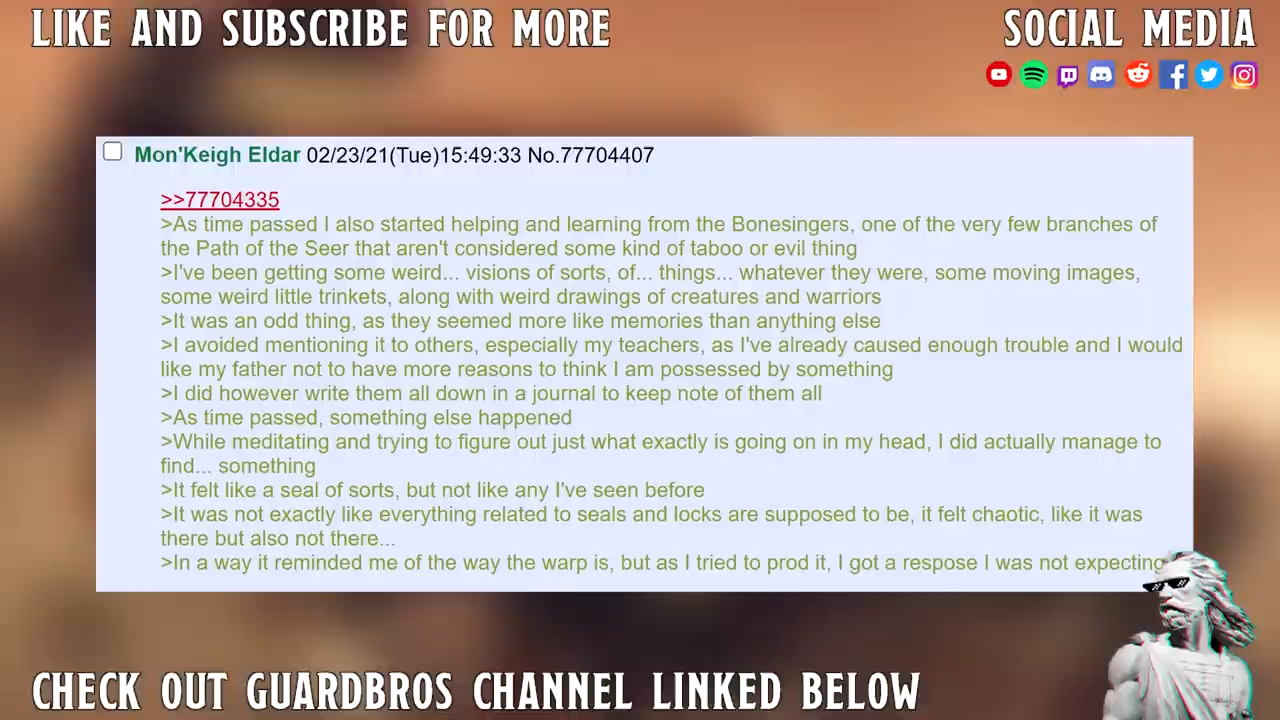 LIKE AND SUBSCRIBE FOR MORE
SOCIAL MEDIA
Mon'Keigh Eldar 02/23/21(Tue)15:49:33 No.77704407
>>77704335
>As time passed I also started helping and learning from the Bonesingers, one of the very few branches of
the Path of the Seer that aren't considered some kind of taboo or evil thing
>I've been getting some weird... visions of sorts, of... things... whatever they were, some moving images,
some weird little trinkets, along with weird drawings of creatures and warriors
>It was an odd thing, as they seemed more like memories than anything else
>I avoided mentioning it to others, especially my teachers, as I've already caused enough trouble and I would
like my father not to have more reasons to think I am possessed by something
>I did however write them all down in a journal to keep note of them all
>As time passed, something else happened
>While meditating and trying to figure out just what exactly is going on in my head, I did actually manage to
find... something
>It felt like a seal of sorts, but not like any I've seen before
>It was not exactly like everything related to seals and locks are supposed to be, it felt chaotic, like it was
there but also not there...
>In a way it reminded me of the way the warp is, but as I tried to prod it, I got a respose I was not expecting
CHECK OUT GUARDBROS CHANNEL LINKED BELOW